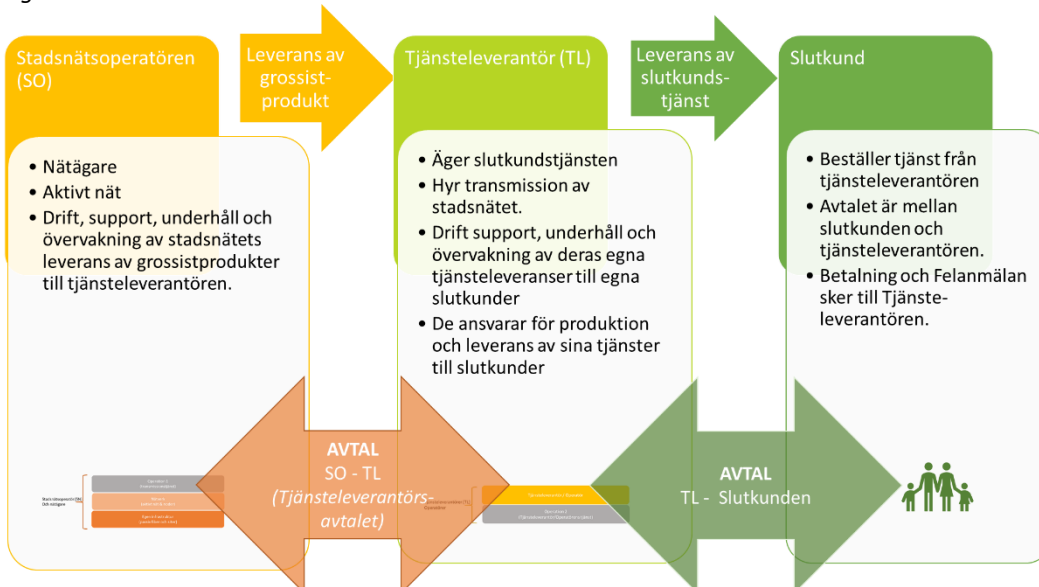 Stadsnätsoperatören
(SO)
Leverans av
grossist-
produkt
Tjänsteleverantör (TL)
Leverans av
slutkunds-
tjänst
Slutkund
• Nätägare
• Aktivt nät
• Drift, support, underhåll och
övervakning av stadsnätets
leverans av grossistprodukter
till tjänsteleverantören.
• Äger slutkundstjänsten
• Hyr transmission av
stadsnätet.
• Drift support, underhåll och
övervakning av deras egna
tjänsteleveranser till egna
slutkunder
• De ansvarar för produktion
och leverans av sina tjänster
till slutkunder
• Beställer tjänst från
tjänsteleverantören
• Avtalet är mellan
slutkunden och
tjänsteleverantören.
• Betalning och Felanmälan
sker till Tjänste-
leverantören.
AVTAL
SO - TL
(Tjänsteleverantörs-
avtalet)
AVTAL
TL - Slutkunden